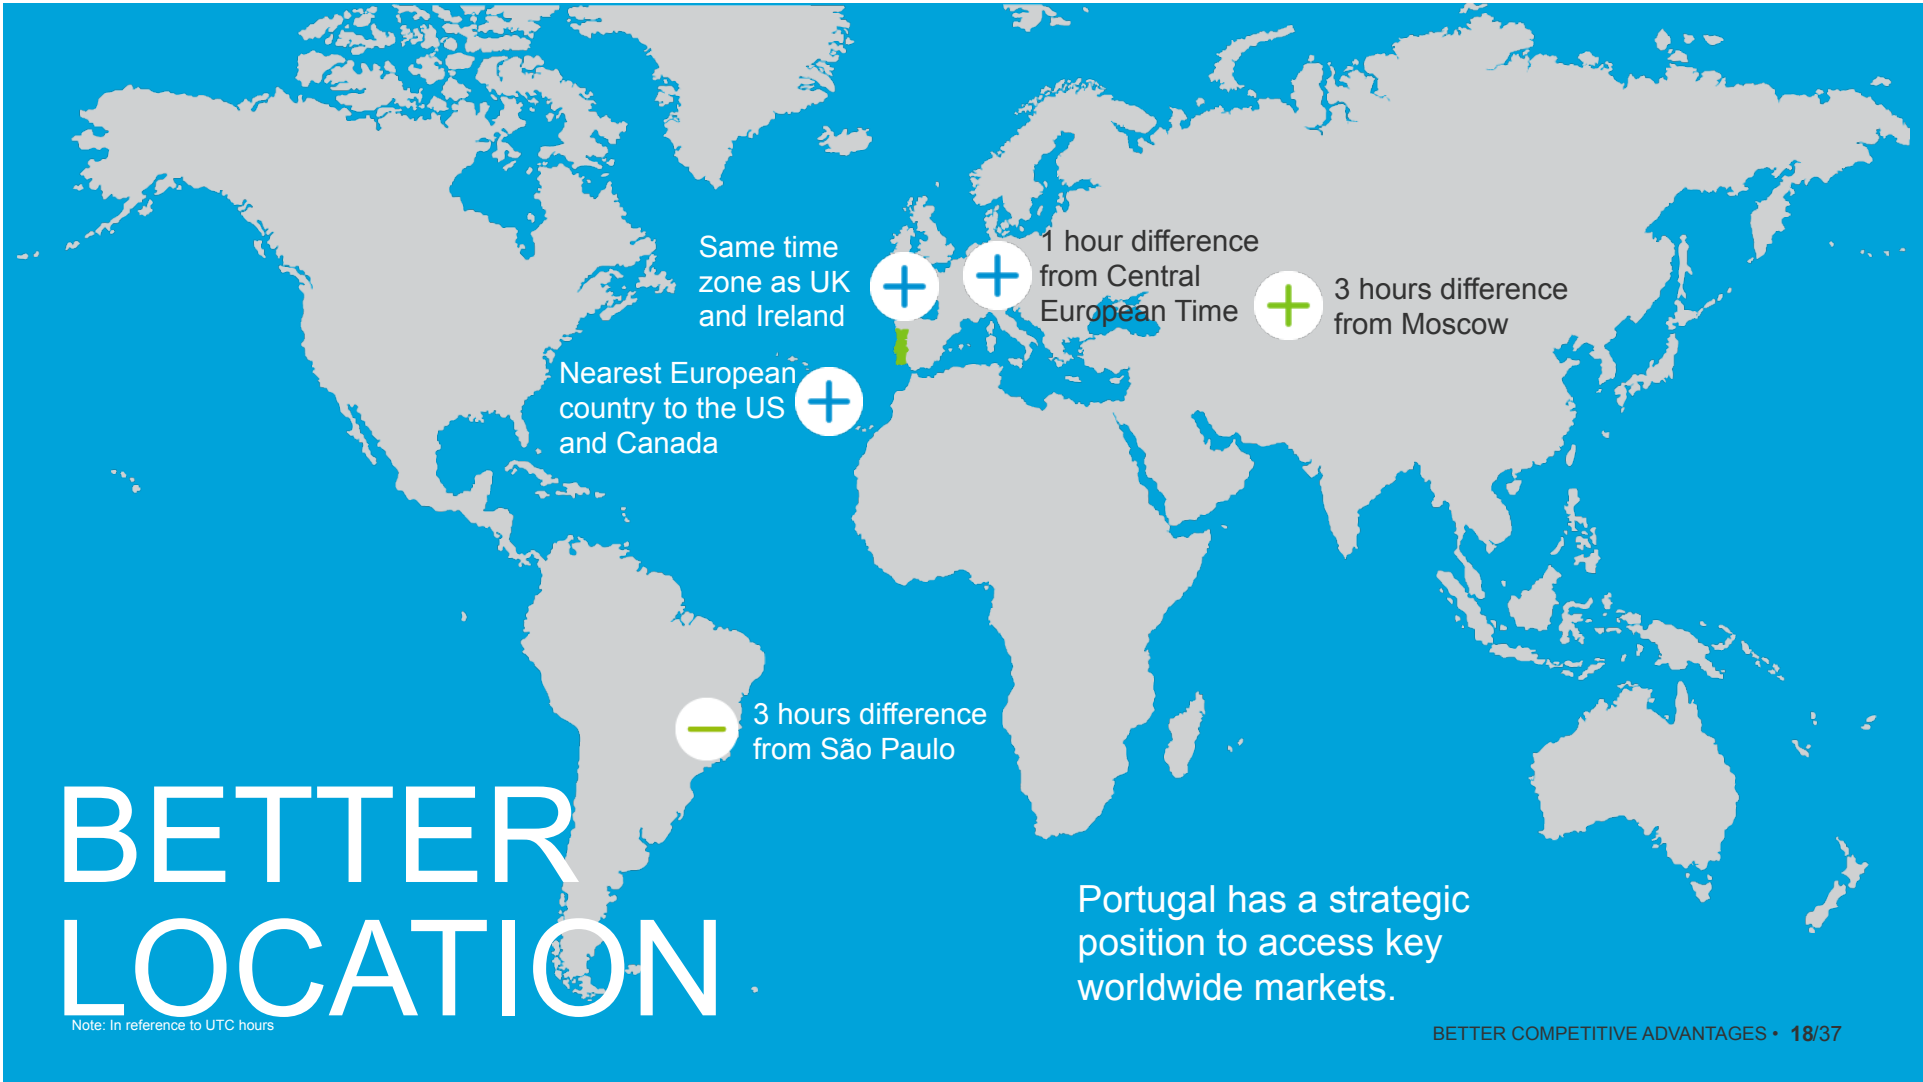 Same time
zone as UK
and Ireland
1 hour difference
from Central
European Time
3 hours difference
from Moscow
Nearest European
country to the US
and Canada
3 hours difference
from São Paulo
BETTER
LOCATION
Note: In reference to UTC hours
Portugal has a strategic
position to access key
worldwide markets.
BETTER COMPETITIVE ADVANTAGES • 18/37